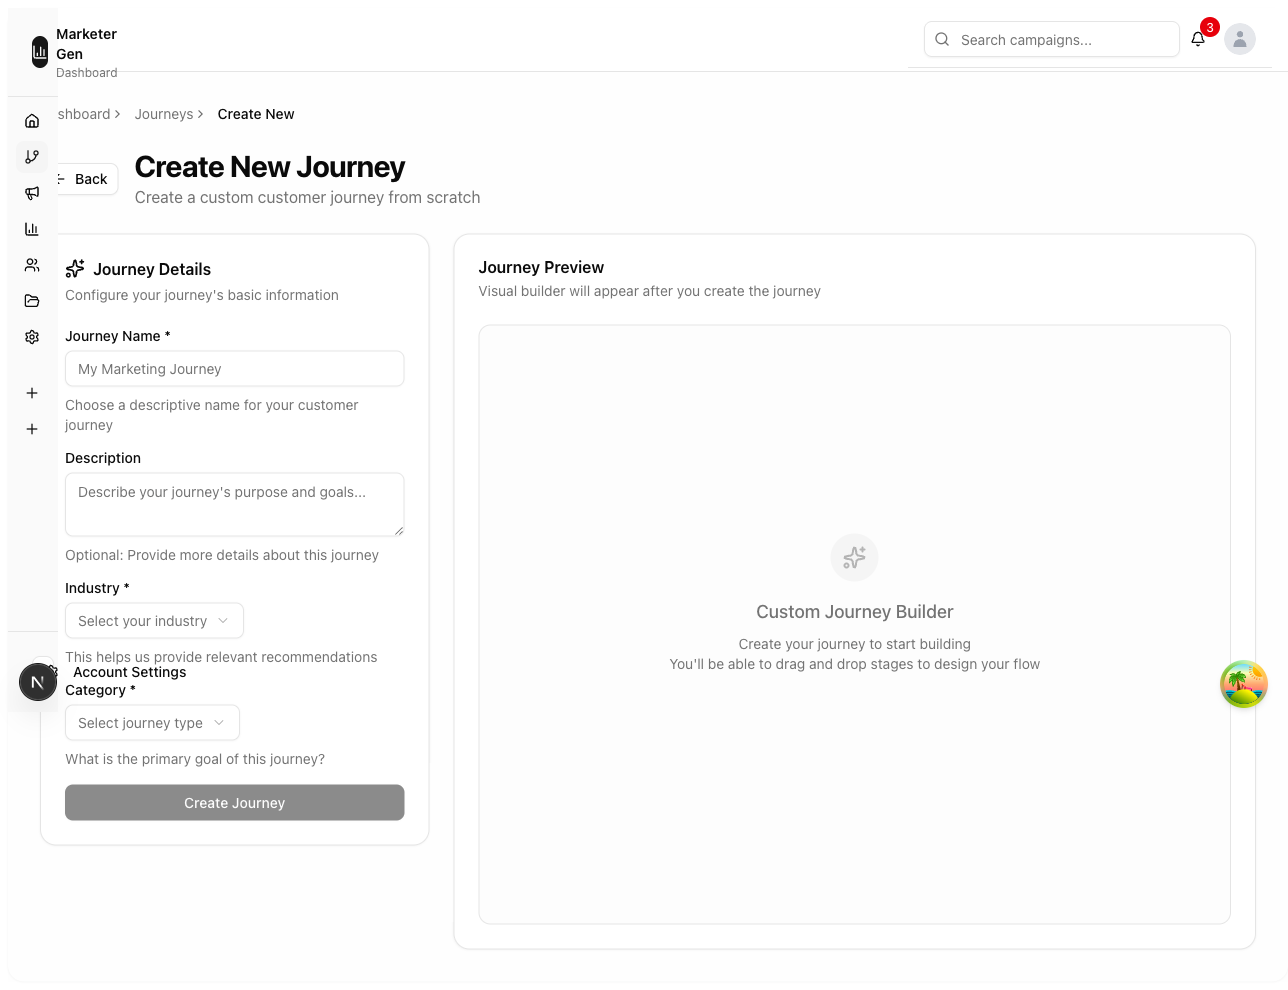 Marketer
Gen
Dashboard
Search campaigns...
3
shboard
Journeys
Create New
Back
Create New Journey
Create a custom customer journey from scratch
Journey Details
Configure your journey's basic information
Journey Name *
My Marketing Journey
Choose a descriptive name for your customer
journey
Description
Describe your journey's purpose and goals...
Optional: Provide more details about this journey
Industry *
Select your industry
This helps us provide relevant recommendations
Account Settings
N
Category *
Select journey type
What is the primary goal of this journey?
Create Journey
Journey Preview
Visual builder will appear after you create the journey
Custom Journey Builder
Create your journey to start building
You'll be able to drag and drop stages to design your flow